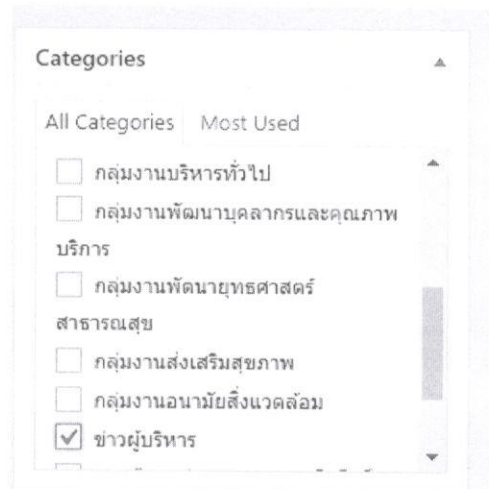 Categories
All Categories Most Used
กลุ่มงานบริหารทั่วไป
กลุ่มงานพัฒนาบุคลากรและคุณภาพ
บริการ
กลุ่มงานพัฒนายุทธศาสตร์
สาธารณสุข
กลุ่มงานส่งเสริมสุขภาพ
กลุ่มงานอนามัยสิ่งแวดล้อม
ข่าวผู้บริหาร